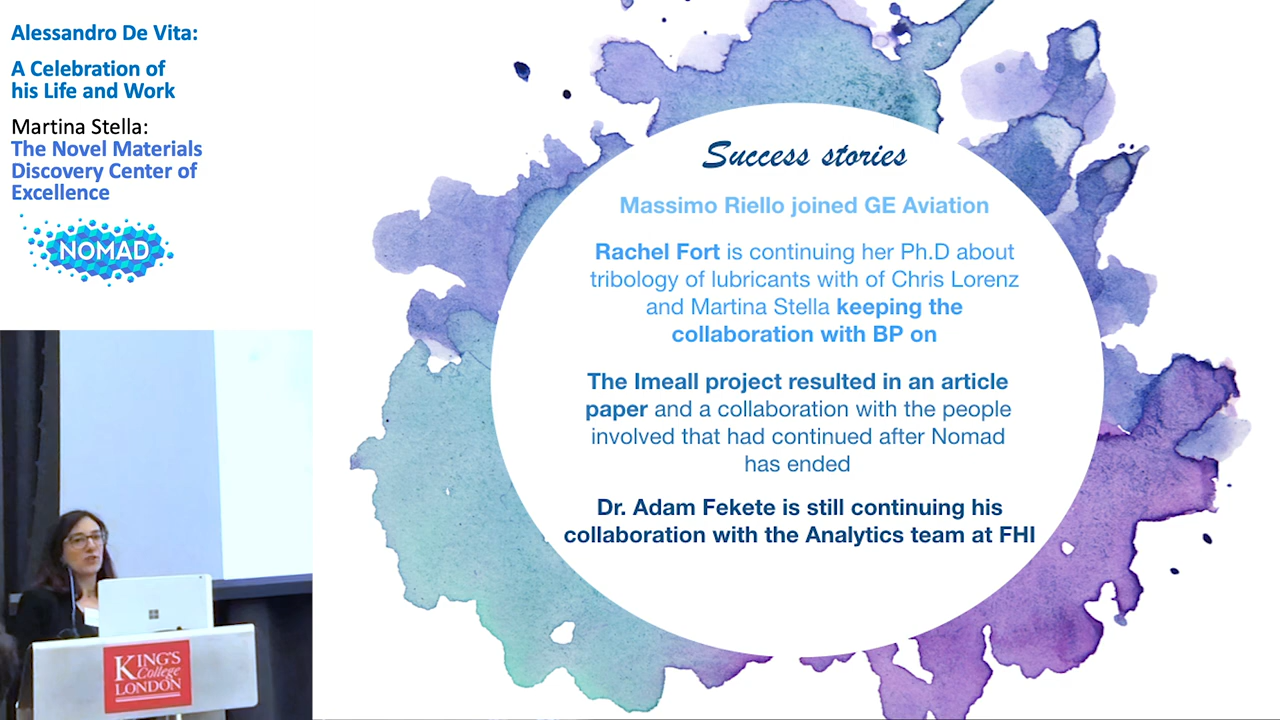 Alessandro De Vita:
A Celebration of
his Life and Work
Martina Stella:
The Novel Materials
Discovery Center of
Excellence
NOMAD
KING'S
College
LONDON
Success stories
Massimo Riello joined GE Aviation
Rachel Fort is continuing her Ph.D about
tribology of lubricants with of Chris Lorenz
and Martina Stella keeping the
collaboration with BP on
The Imeall project resulted in an article
paper and a collaboration with the people
involved that had continued after Nomad
has ended
Dr. Adam Fekete is still continuing his
collaboration with the Analytics team at FHI